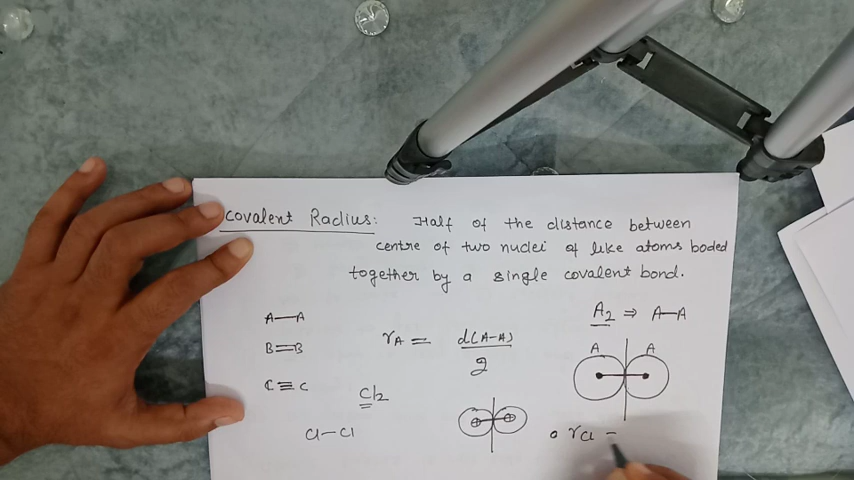 Covalent Radius: Half of the distance between
centre of two nuclei of like atoms boded
together by a single covalent bond.
A2 ⇒ A—A
A—A
rA = d(A-A)/2
A A
B=B
C≡C
Cl2
Cl-Cl
rCl =